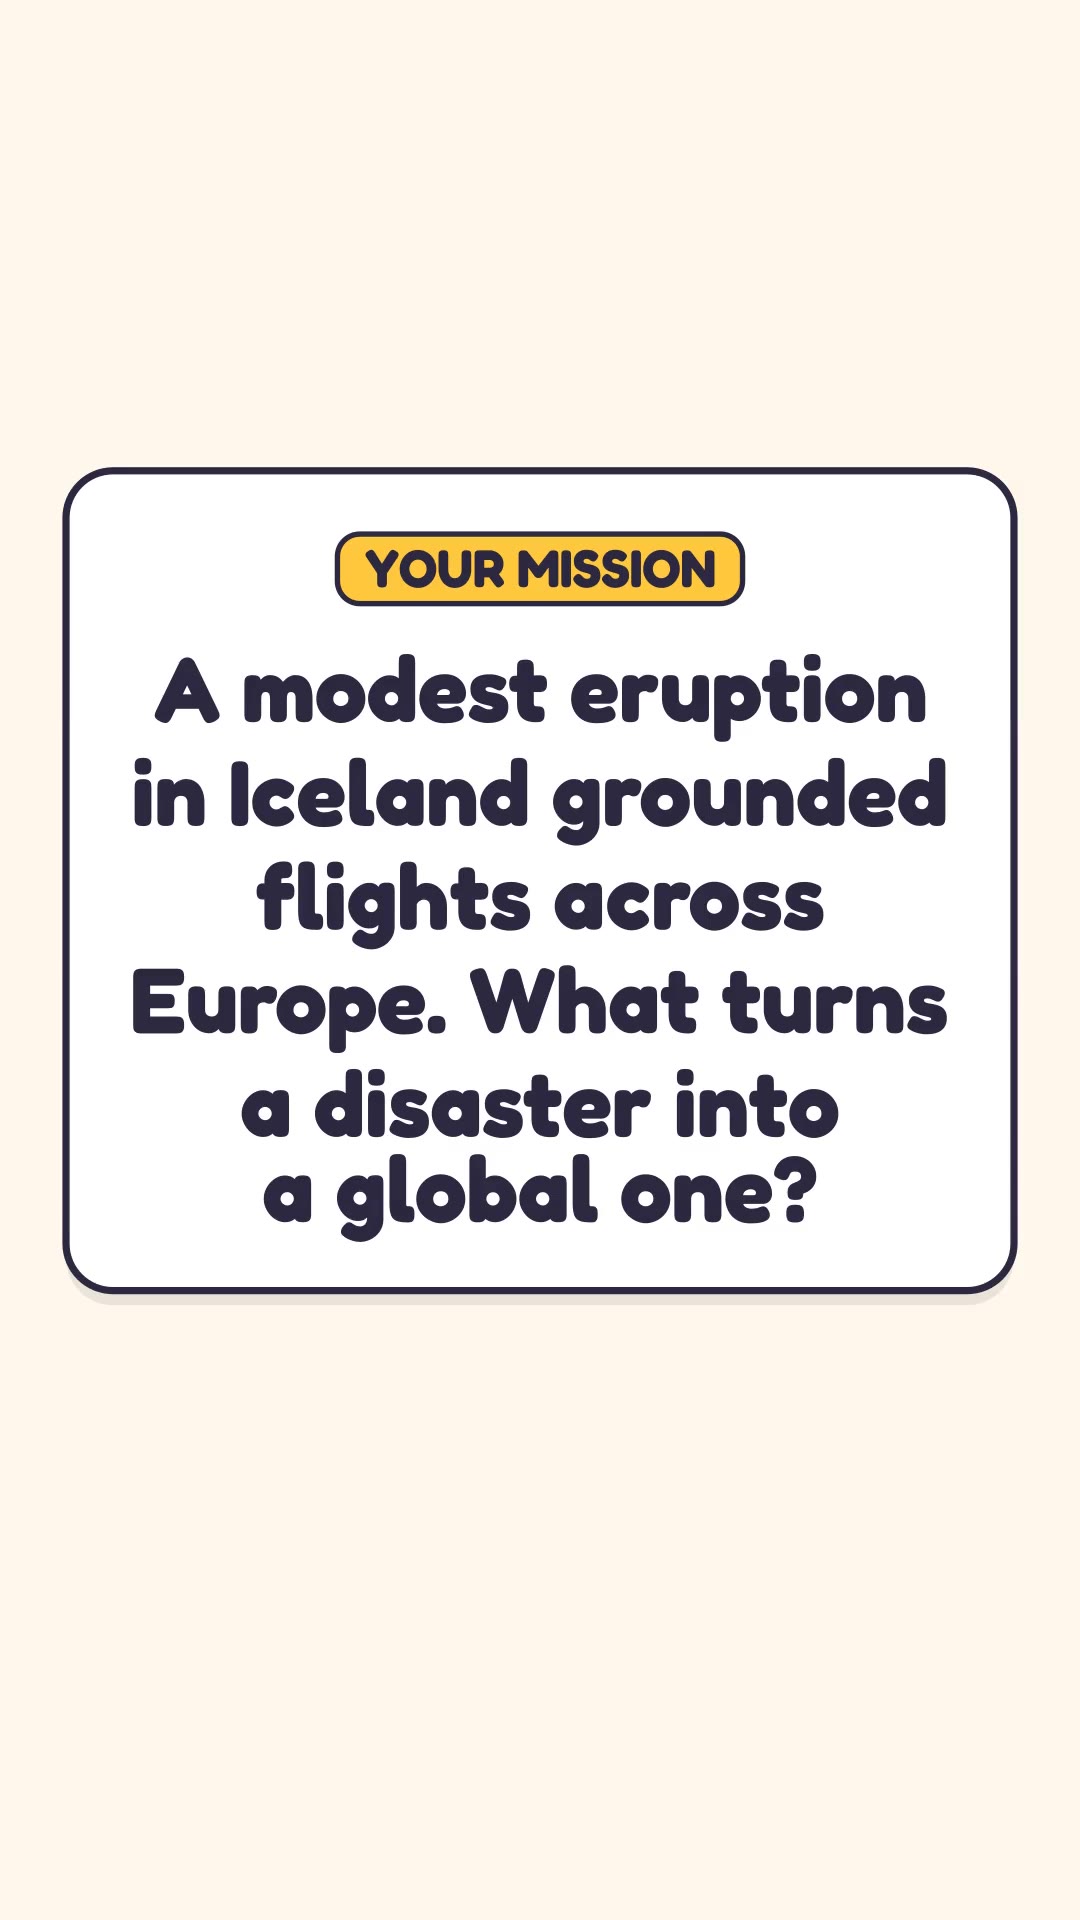 YOUR MISSION
A modest eruption
in Iceland grounded
flights across
Europe. What turns
a disaster into
a global one?